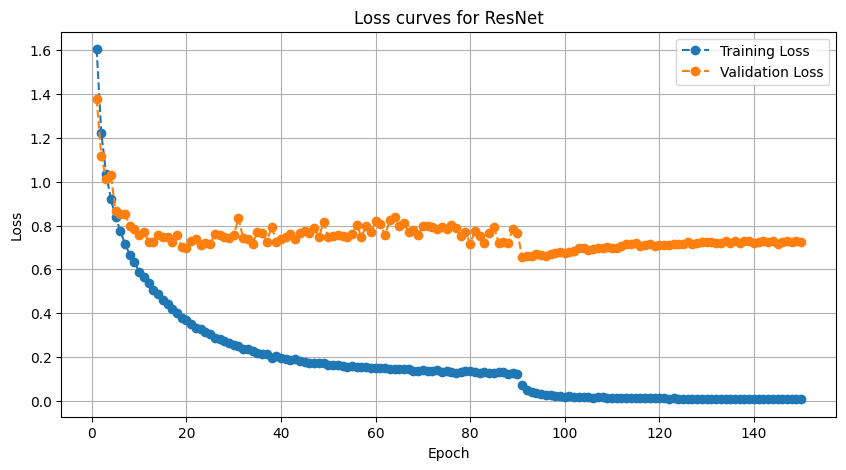 Loss curves for ResNet
Training Loss
Validation Loss
Loss
1.6
1.4
1.2
1.0
0.8
0.6
0.4
0.2
0.0
0 20 40 60 80 100 120 140
Epoch